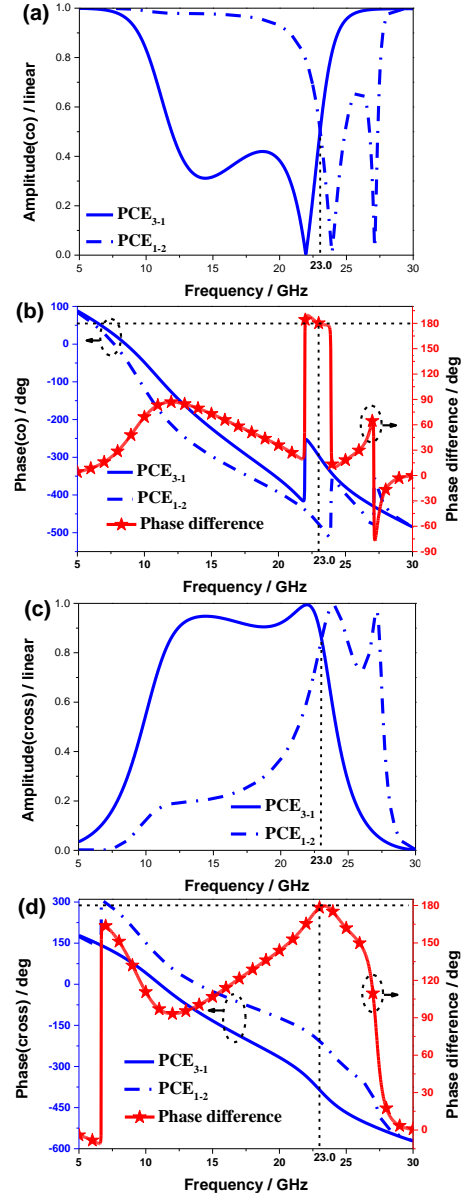 (a)
Amplitude(co) / linear
1.0
0.8
0.6
0.4
0.2
0.0
PCE3-1
PCE1-2
5 10 15 20 23.0 25 30
Frequency / GHz
(b)
Phase(co) / deg
100
0
-100
-200
-300
-400
-500
PCE3-1
PCE1-2
Phase difference
180
150
120
90
60
30
0
-30
-60
-90
Phase difference / deg
5 10 15 20 23.0 25 30
Frequency / GHz
(c)
Amplitude(cross) / linear
1.0
0.8
0.6
0.4
0.2
0.0
PCE3-1
PCE1-2
5 10 15 20 23.0 25 30
Frequency / GHz
(d)
Phase(cross) / deg
300
150
0
-150
-300
-450
-600
PCE3-1
PCE1-2
Phase difference
180
150
120
90
60
30
0
Phase difference / deg
5 10 15 20 23.0 25 30
Frequency / GHz